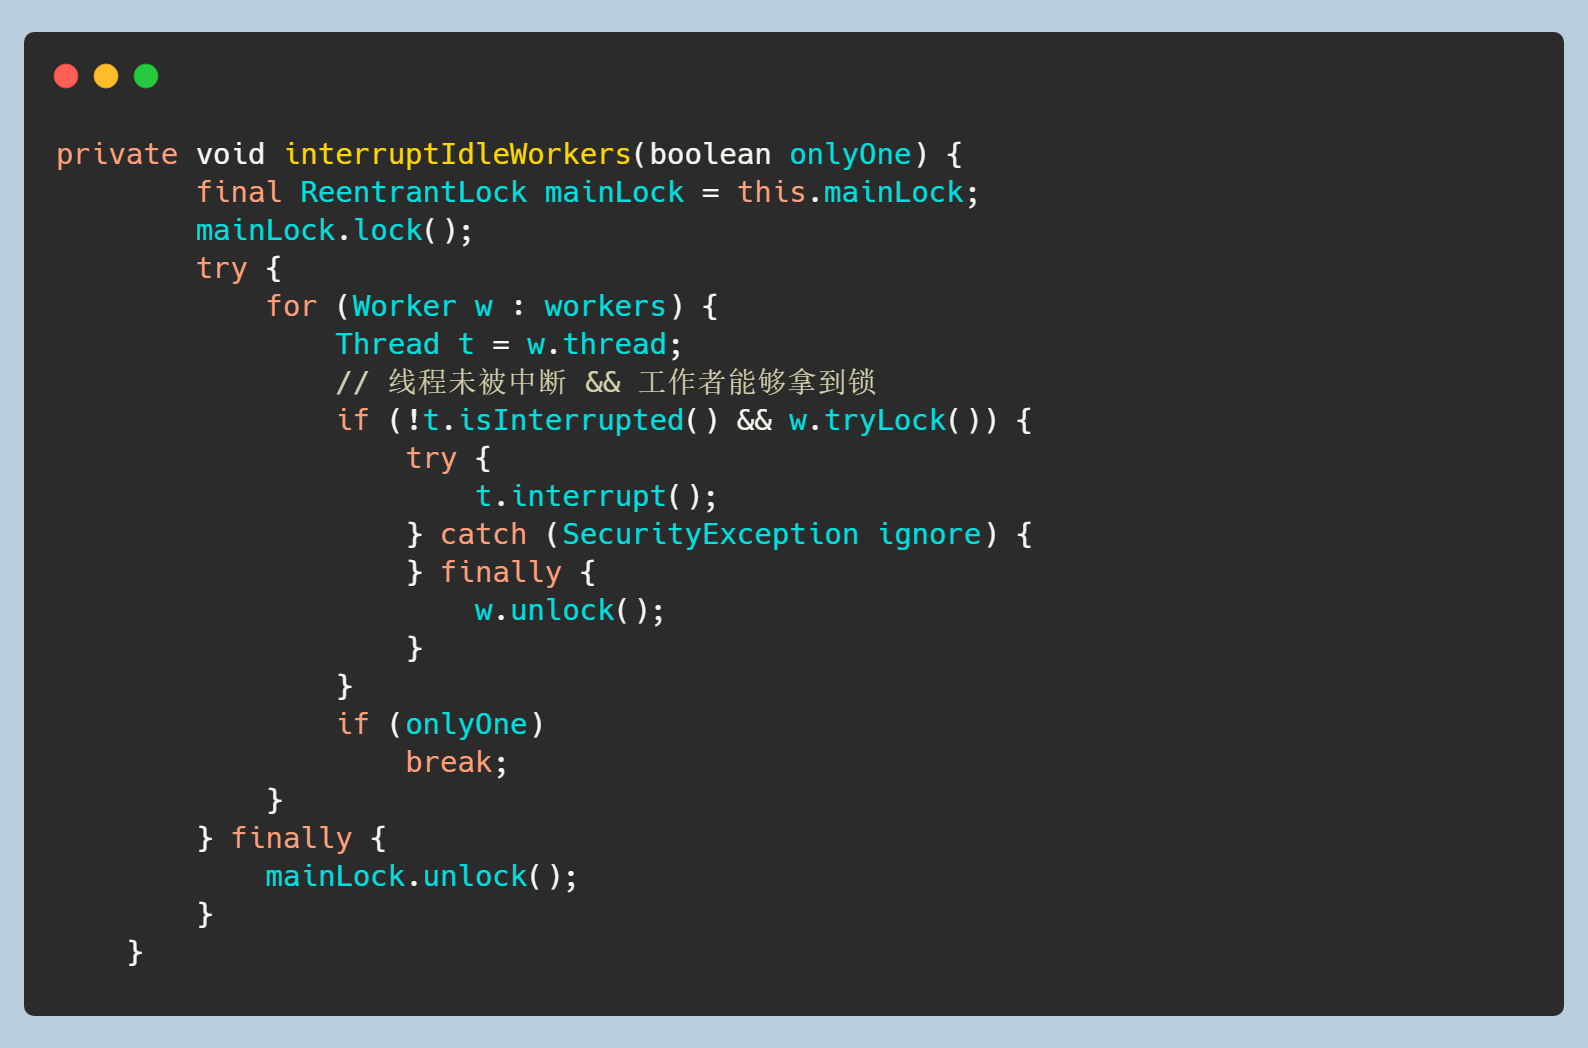 private void interruptIdleWorkers(boolean onlyOne) {
        final ReentrantLock mainLock = this.mainLock;
        mainLock.lock();
        try {
            for (Worker w : workers) {
                Thread t = w.thread;
                // 线程未被中断 && 工作者能够拿到锁
                if (!t.isInterrupted() && w.tryLock()) {
                    try {
                        t.interrupt();
                    } catch (SecurityException ignore) {
                    } finally {
                        w.unlock();
                    }
                }
                if (onlyOne)
                    break;
            }
        } finally {
            mainLock.unlock();
        }
    }